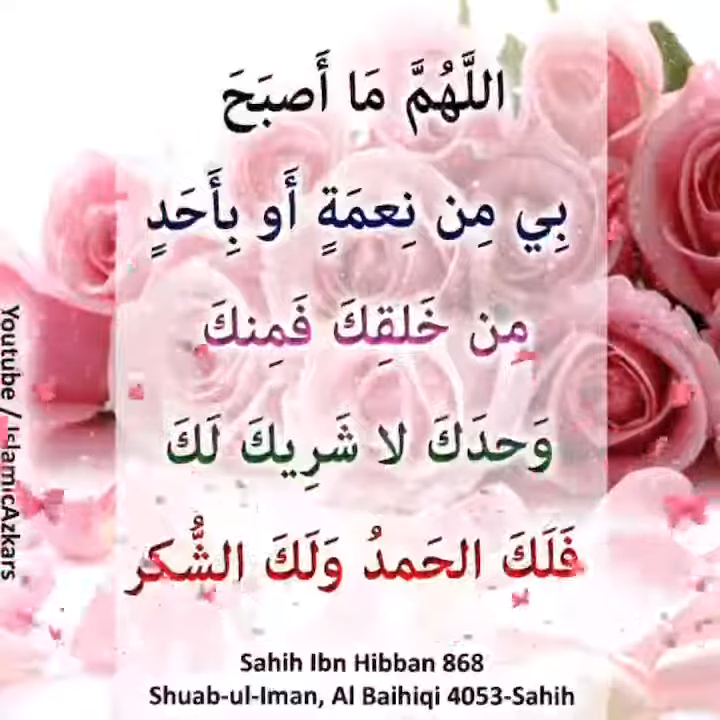 اللَّهُمَّ مَا أَصبَحَ
بِي مِن نِعمَةٍ أَو بِأَحَدٍ
مِن خَلقِكَ فَمِنكَ
وَحدَكَ لا شَرِيكَ لَكَ
فَلَكَ الحَمدُ وَلَكَ الشُّكر
Sahih Ibn Hibban 868
Shuab-ul-Iman, Al Baihiqi 4053-Sahih
Youtube / IslamicAzkars